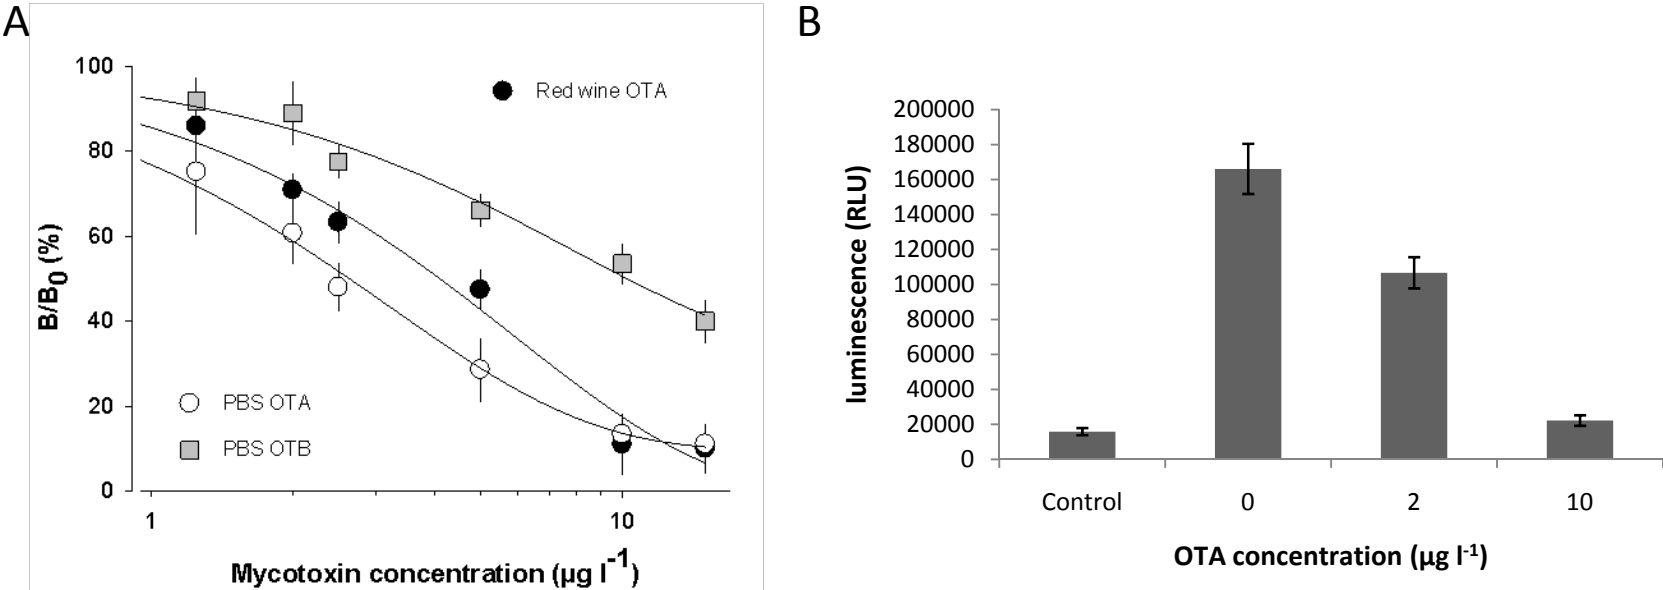 A
100
80
60
40
20
0
B/B0 (%)
Red wine OTA
PBS OTA
PBS OTB
1
10
Mycotoxin concentration (µg l-1)
B
200000
180000
160000
140000
120000
100000
80000
60000
40000
20000
0
luminescence (RLU)
Control
0
2
10
OTA concentration (µg l-1)